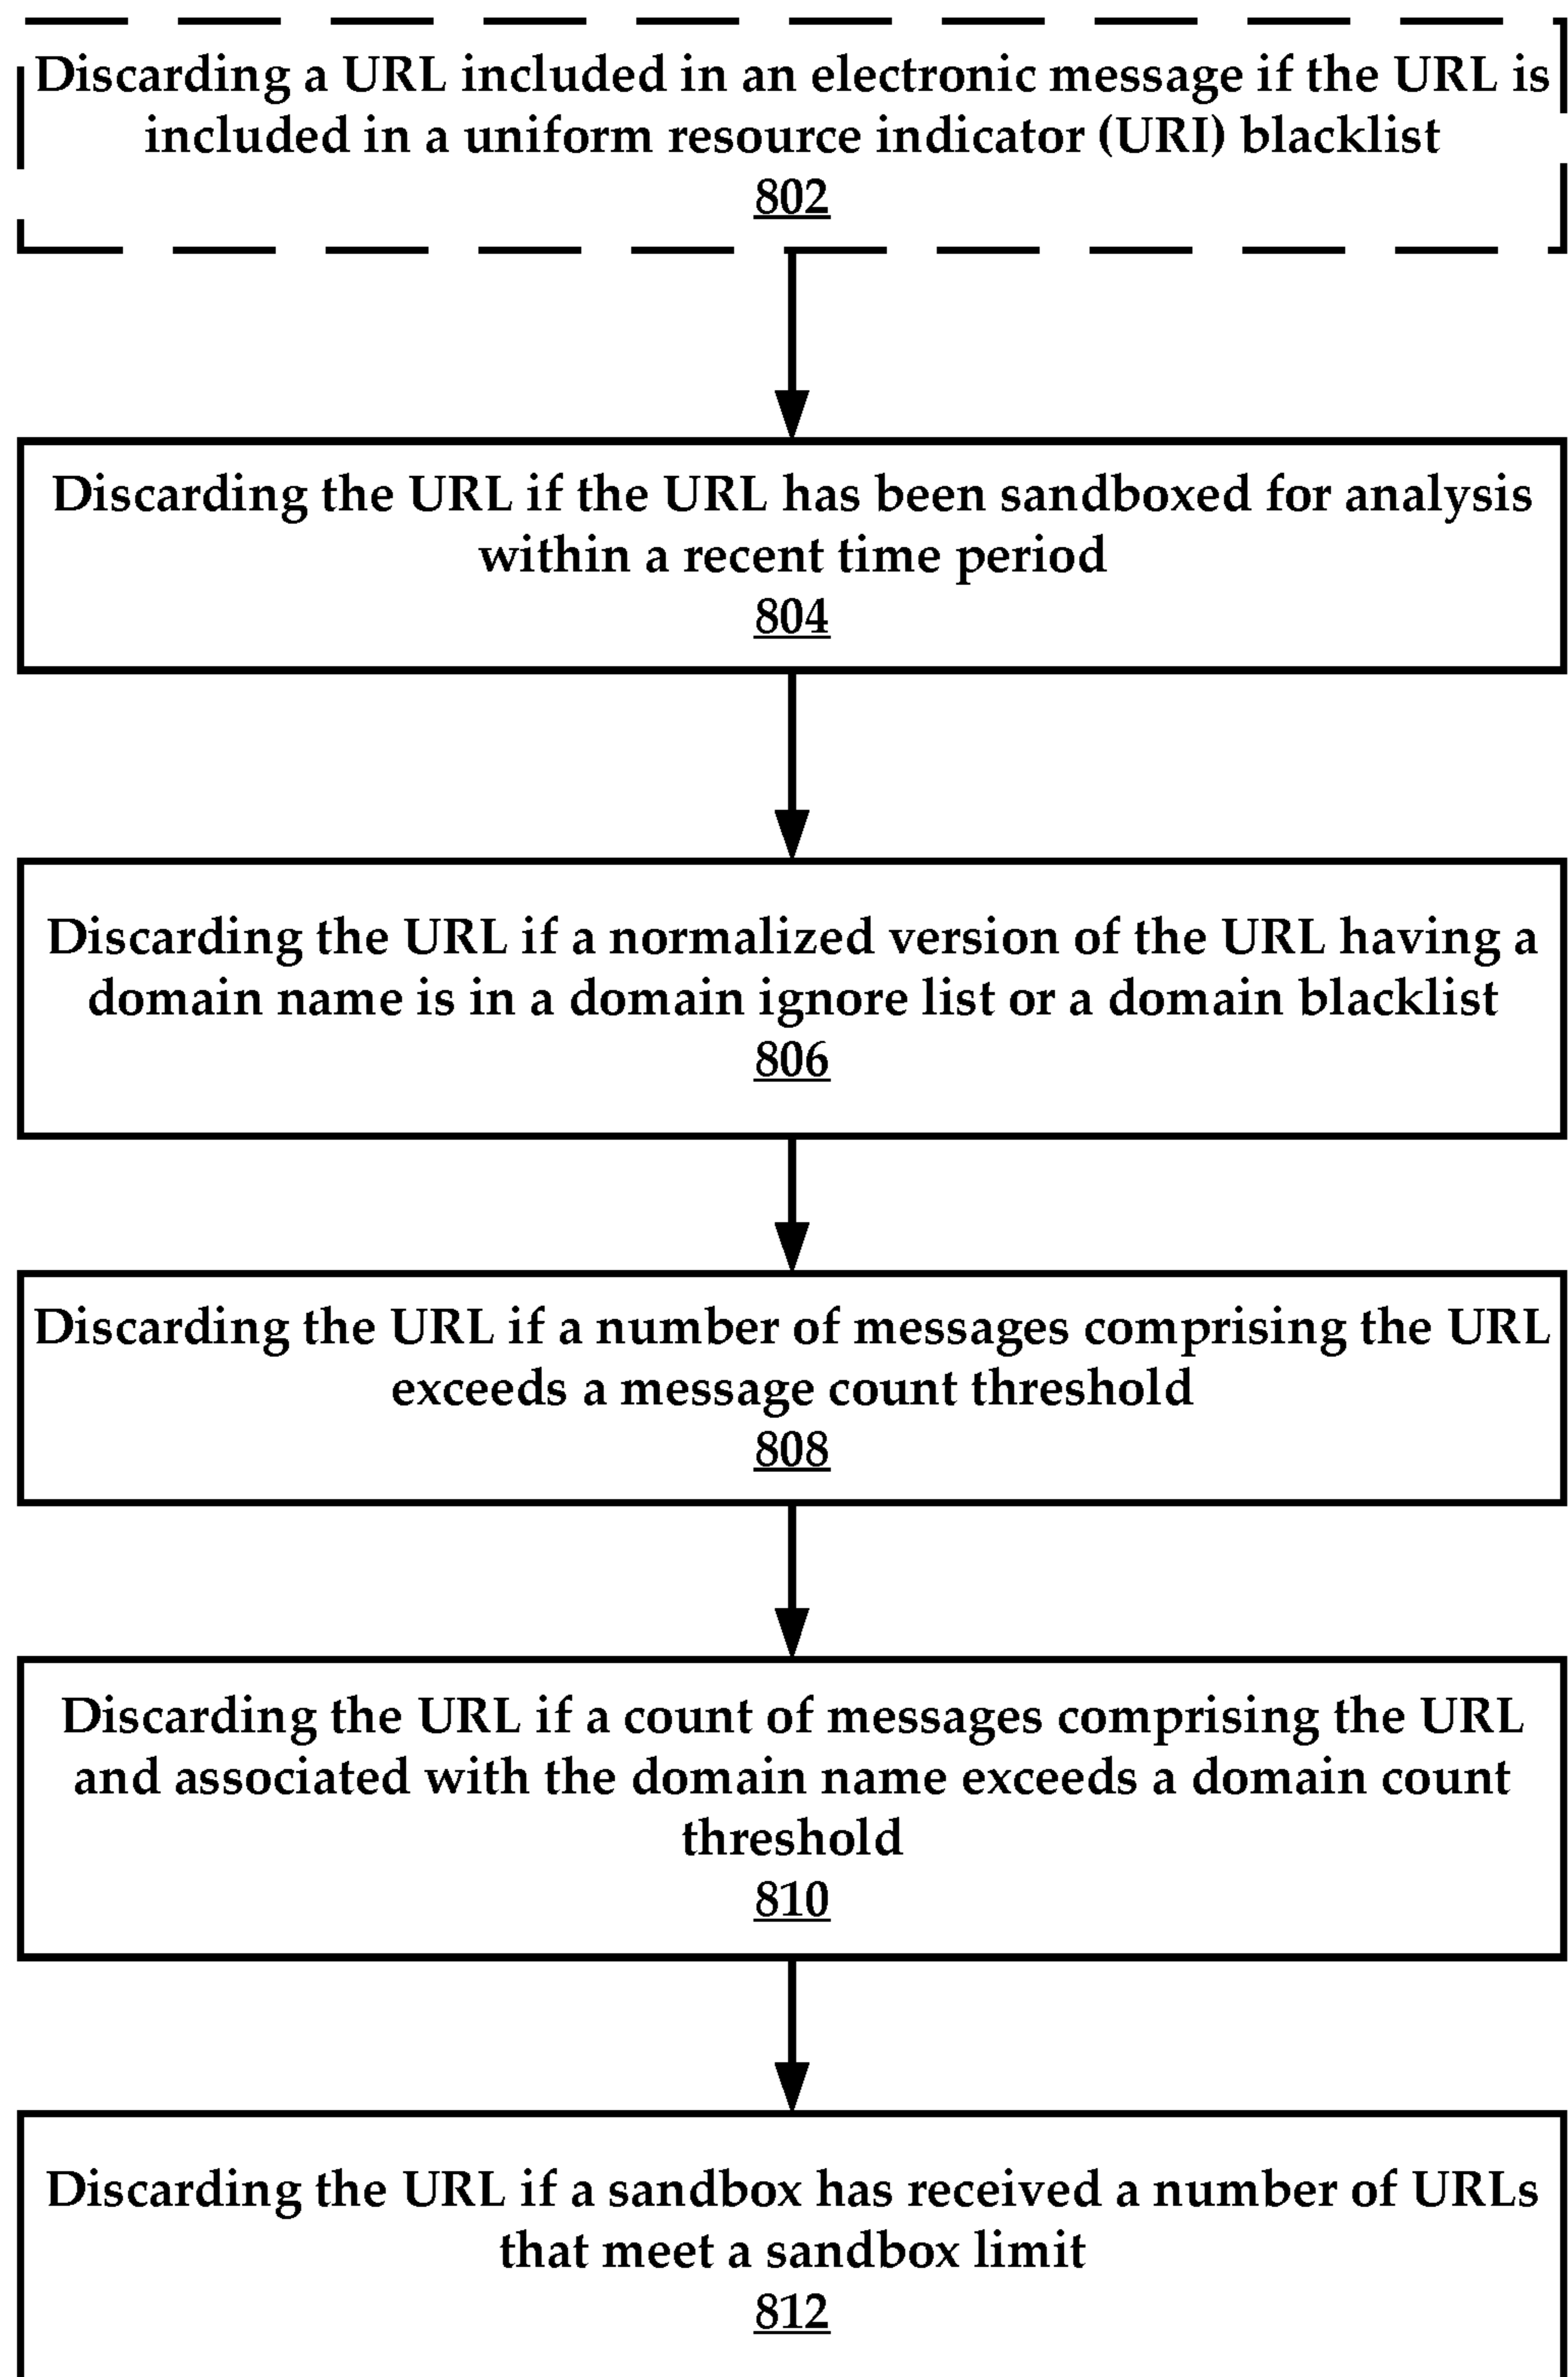 Discarding a URL included in an electronic message if the URL is
included in a uniform resource indicator (URI) blacklist
802
Discarding the URL if the URL has been sandboxed for analysis
within a recent time period
804
Discarding the URL if a normalized version of the URL having a
domain name is in a domain ignore list or a domain blacklist
806
Discarding the URL if a number of messages comprising the URL
exceeds a message count threshold
808
Discarding the URL if a count of messages comprising the URL
and associated with the domain name exceeds a domain count
threshold
810
Discarding the URL if a sandbox has received a number of URLs
that meet a sandbox limit
812